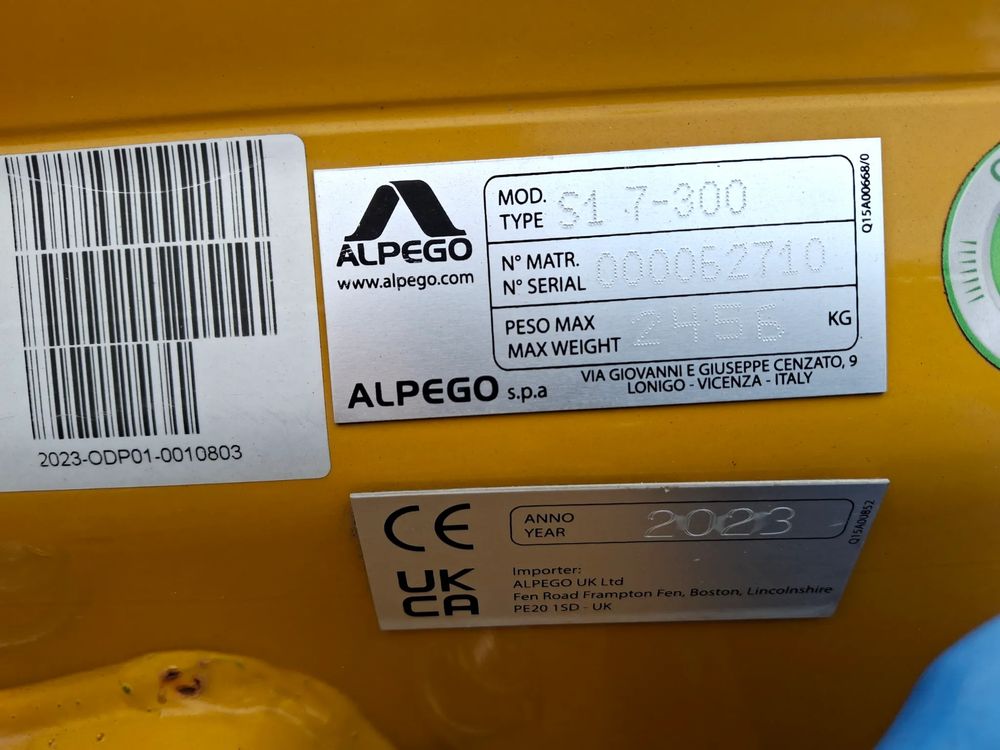 2023-ODP01-0010803
ALPEGO
www.alpego.com
MOD.
TYPE
S1 7-300
N° MATR.
N° SERIAL
000062710
PESO MAX
MAX WEIGHT
2456
KG
ALPEGO s.p.a
VIA GIOVANNI E GIUSEPPE CENZATO, 9
LONIGO - VICENZA - ITALY
Q15A00668/0
CE
UK
CA
ANNO
YEAR
2023
Importer:
ALPEGO UK Ltd
Fen Road Frampton Fen, Boston, Lincolnshire
PE20 1SD - UK
Q15A00852